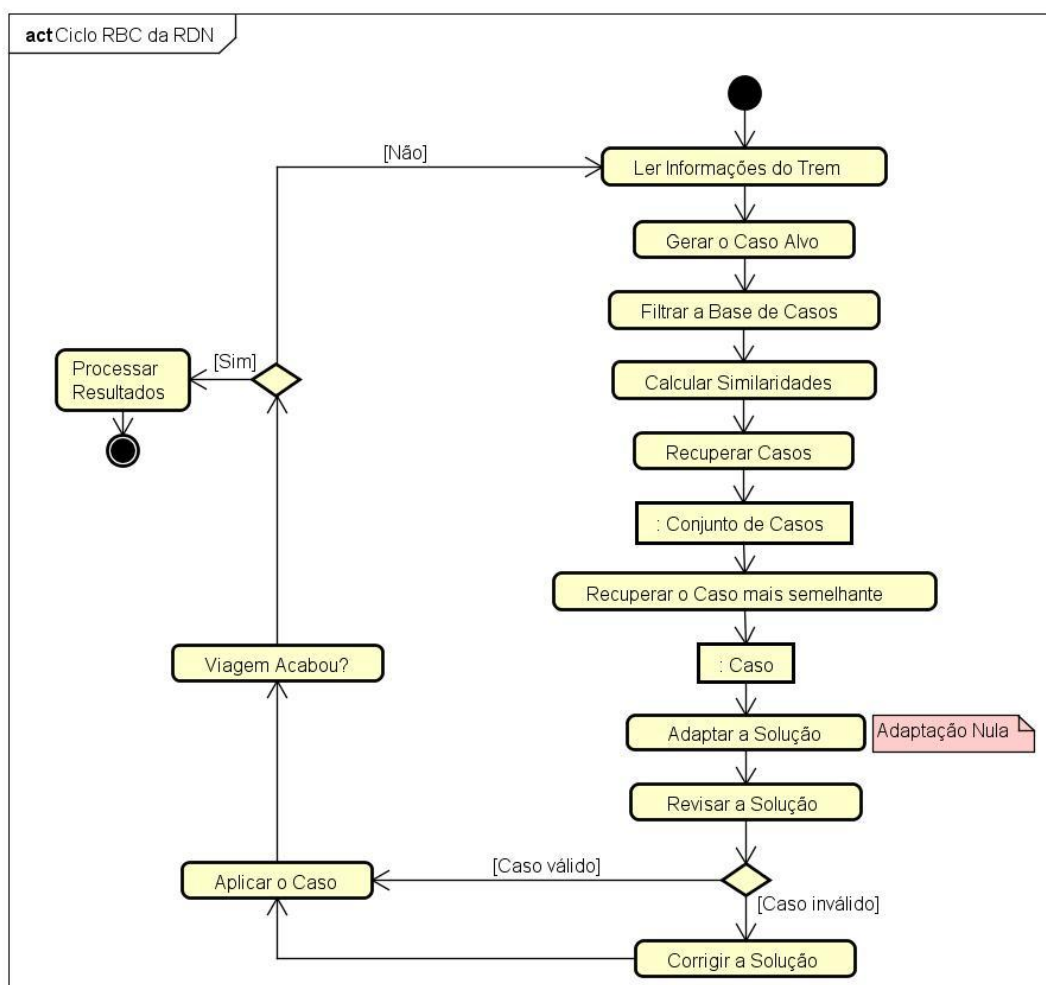 act Ciclo RBC da RDN
[Não]
Ler Informações do Trem
Gerar o Caso Alvo
Filtrar a Base de Casos
[Sim]
Processar
Resultados
Calcular Similaridades
Recuperar Casos
: Conjunto de Casos
Recuperar o Caso mais semelhante
Viagem Acabou?
: Caso
Adaptar a Solução
Adaptação Nula
Revisar a Solução
[Caso válido]
Aplicar o Caso
[Caso inválido]
Corrigir a Solução